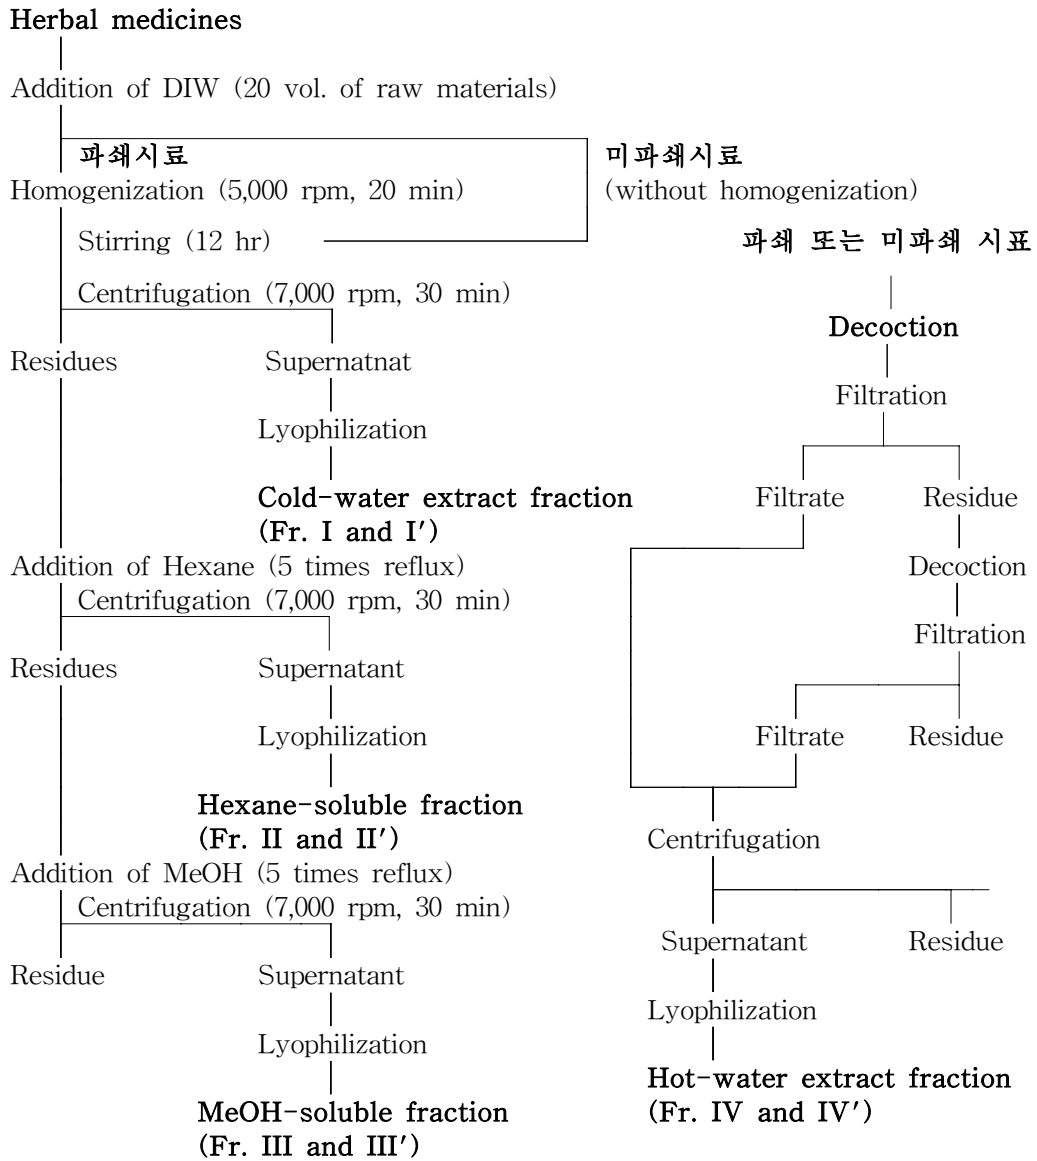 Herbal medicines
Addition of DIW (20 vol. of raw materials)
파쇄시료
Homogenization (5,000 rpm, 20 min)
Stirring (12 hr)
미파쇄시료
(without homogenization)
Centrifugation (7,000 rpm, 30 min)
Residues
Supernatnat
Lyophilization
Cold-water extract fraction
(Fr. I and I′)
Addition of Hexane (5 times reflux)
Centrifugation (7,000 rpm, 30 min)
Residues
Supernatant
Lyophilization
Hexane-soluble fraction
(Fr. II and II′)
Addition of MeOH (5 times reflux)
Centrifugation (7,000 rpm, 30 min)
Residue
Supernatant
Lyophilization
MeOH-soluble fraction
(Fr. III and III′)
파쇄 또는 미파쇄 시표
Decoction
Filtration
Filtrate
Residue
Decoction
Filtration
Filtrate
Residue
Centrifugation
Supernatant
Residue
Lyophilization
Hot-water extract fraction
(Fr. IV and IV′)